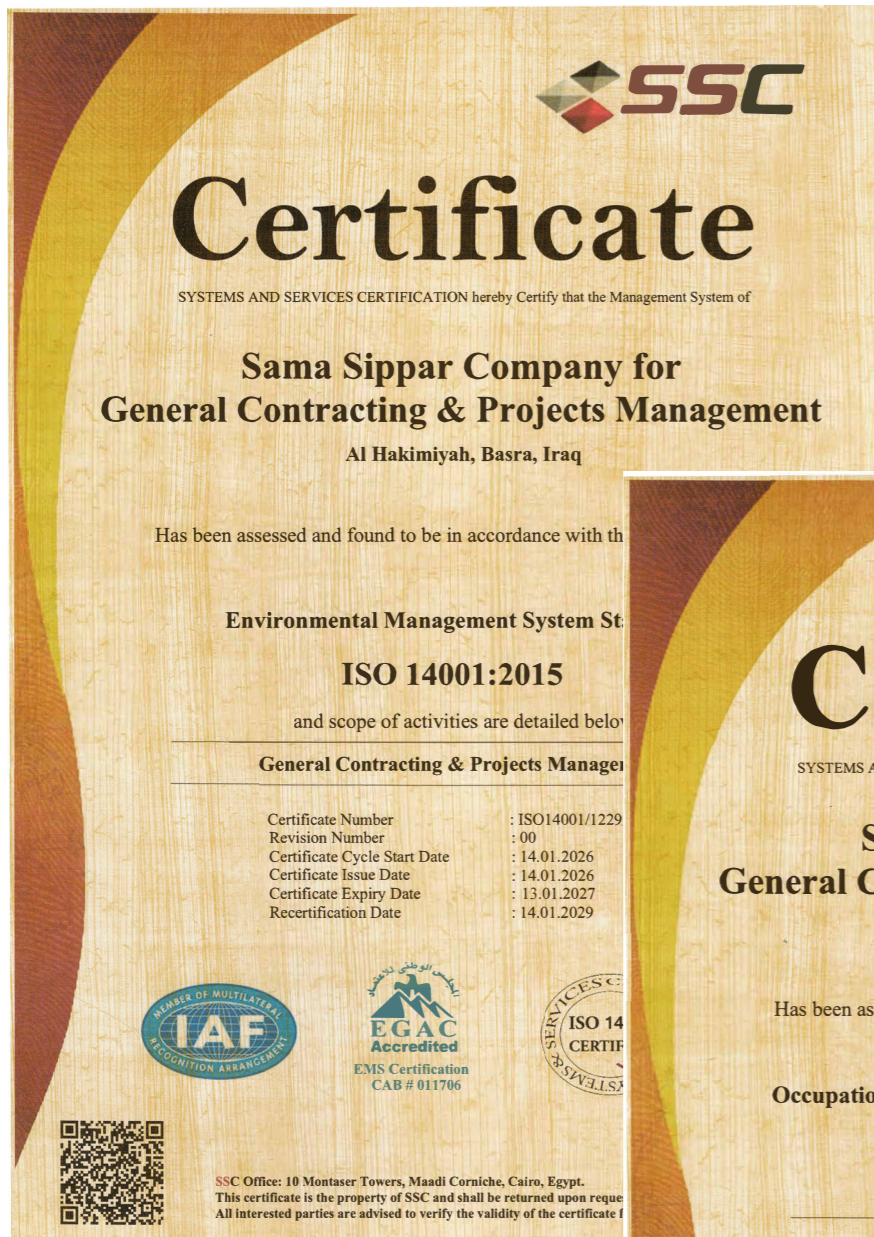 SSC
Certificate
SYSTEMS AND SERVICES CERTIFICATION hereby Certify that the Management System of
Sama Sippar Company for
General Contracting & Projects Management
Al Hakimiyah, Basra, Iraq
Has been assessed and found to be in accordance with th
Environmental Management System Sta
ISO 14001:2015
and scope of activities are detailed below
General Contracting & Projects Manage
Certificate Number : ISO14001/1229
Revision Number : 00
Certificate Cycle Start Date : 14.01.2026
Certificate Issue Date : 14.01.2026
Certificate Expiry Date : 13.01.2027
Recertification Date : 14.01.2029
MEMBER OF MULTILATERAL
IAF
RECOGNITION ARRANGEMENT
المجلس الوطني للاعتماد
EGAC
Accredited
EMS Certification
CAB # 011706
SYSTEMS & SERVICES C
ISO 14
CERTIF
SSC Office: 10 Montaser Towers, Maadi Corniche, Cairo, Egypt.
This certificate is the property of SSC and shall be returned upon reque
All interested parties are advised to verify the validity of the certificate f
C
SYSTEMS A
S
General C
Has been as
Occupatio